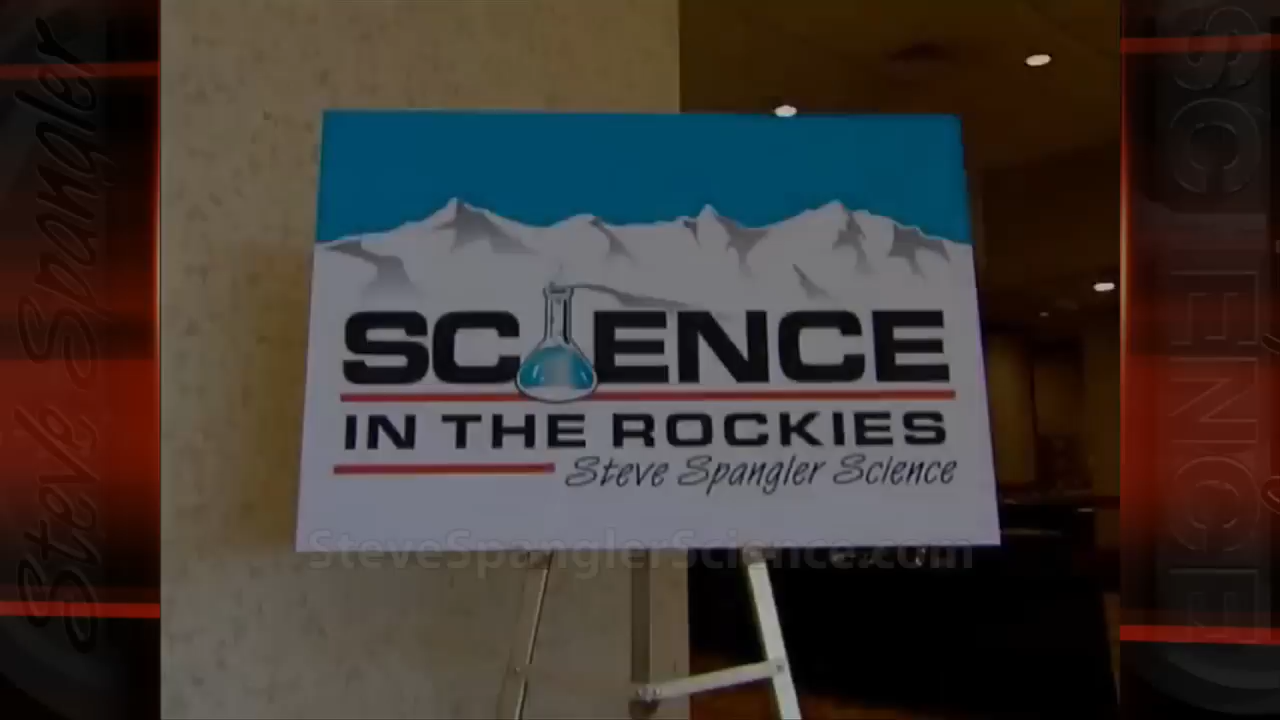 SCIENCE
IN THE ROCKIES
Steve Spangler Science
SteveSpanglerScience.com
Steve Spangler
SCIENCE